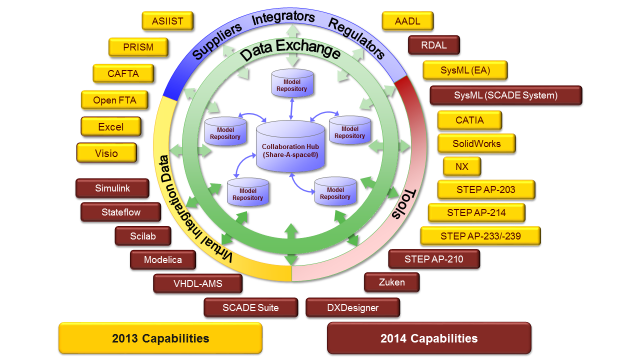 ASIIST
PRISM
CAFTA
Open FTA
Excel
Visio
Simulink
Stateflow
Scilab
Modelica
VHDL-AMS
SCADE Suite
Suppliers Integrators Regulators
Data Exchange
Virtual Integration Data
Tools
Model
Repository
Model
Repository
Model
Repository
Collaboration Hub
(Share-A-space®)
Model
Repository
Model
Repository
AADL
RDAL
SysML (EA)
SysML (SCADE System)
CATIA
SolidWorks
NX
STEP AP-203
STEP AP-214
STEP AP-233/-239
STEP AP-210
Zuken
DXDesigner
2013 Capabilities
2014 Capabilities